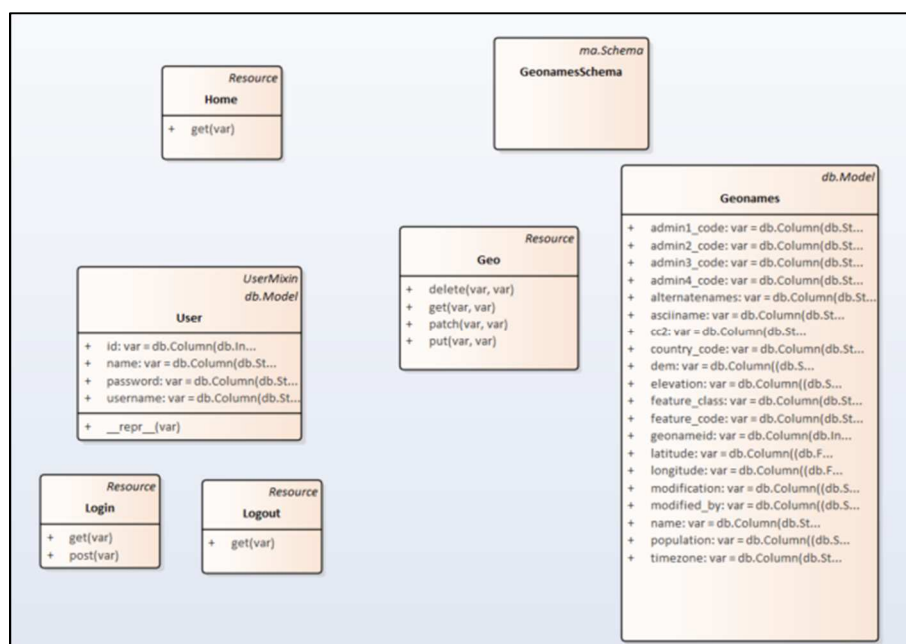 Resource
Home
+ get(var)
ma.Schema
GeonamesSchema
UserMixin
db.Model
User
+ id: var = db.Column(db.In...
+ name: var = db.Column(db.St...
+ password: var = db.Column(db.St...
+ username: var = db.Column(db.St...
+ __repr__(var)
Resource
Geo
+ delete(var, var)
+ get(var, var)
+ patch(var, var)
+ put(var, var)
db.Model
Geonames
+ admin1_code: var = db.Column(db.St...
+ admin2_code: var = db.Column(db.St...
+ admin3_code: var = db.Column(db.St...
+ admin4_code: var = db.Column(db.St...
+ alternatenames: var = db.Column(db.St...
+ asciiname: var = db.Column(db.St...
+ cc2: var = db.Column(db.St...
+ country_code: var = db.Column(db.St...
+ dem: var = db.Column((db.S...
+ elevation: var = db.Column((db.S...
+ feature_class: var = db.Column(db.St...
+ feature_code: var = db.Column(db.St...
+ geonameid: var = db.Column(db.In...
+ latitude: var = db.Column((db.F...
+ longitude: var = db.Column((db.F...
+ modification: var = db.Column((db.S...
+ modified_by: var = db.Column((db.S...
+ name: var = db.Column(db.St...
+ population: var = db.Column((db.S...
+ timezone: var = db.Column(db.St...
Resource
Login
+ get(var)
+ post(var)
Resource
Logout
+ get(var)